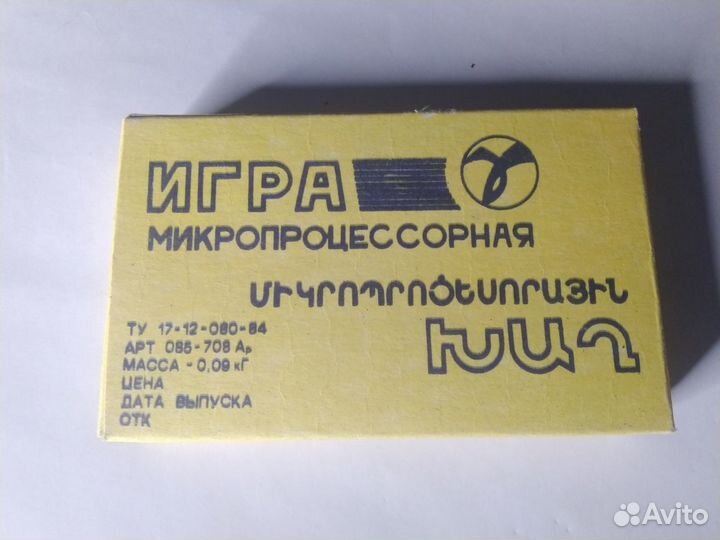 ИГРА
МИКРОПРОЦЕССОРНАЯ
ՄԻԿՐՈՊՐՈՑԵՍՈՐԱՅԻՆ
ԽԱՂ
ТУ 17-12-080-84
АРТ 085-708 Ар
МАССА - 0,09 кГ
ЦЕНА
ДАТА ВЫПУСКА
ОТК
Avito